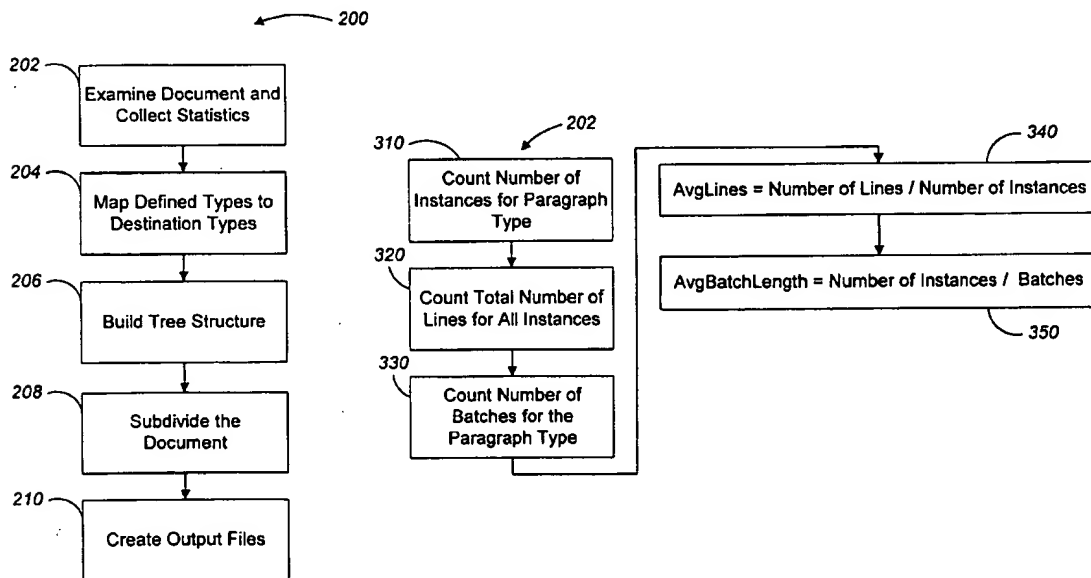 200
202
Examine Document and
Collect Statistics
204
Map Defined Types to
Destination Types
206
Build Tree Structure
208
Subdivide the
Document
210
Create Output Files
202
310
Count Number of
Instances for Paragraph
Type
320
Count Total Number of
Lines for All Instances
330
Count Number of
Batches for the
Paragraph Type
340
AvgLines = Number of Lines / Number of Instances
AvgBatchLength = Number of Instances / Batches
350